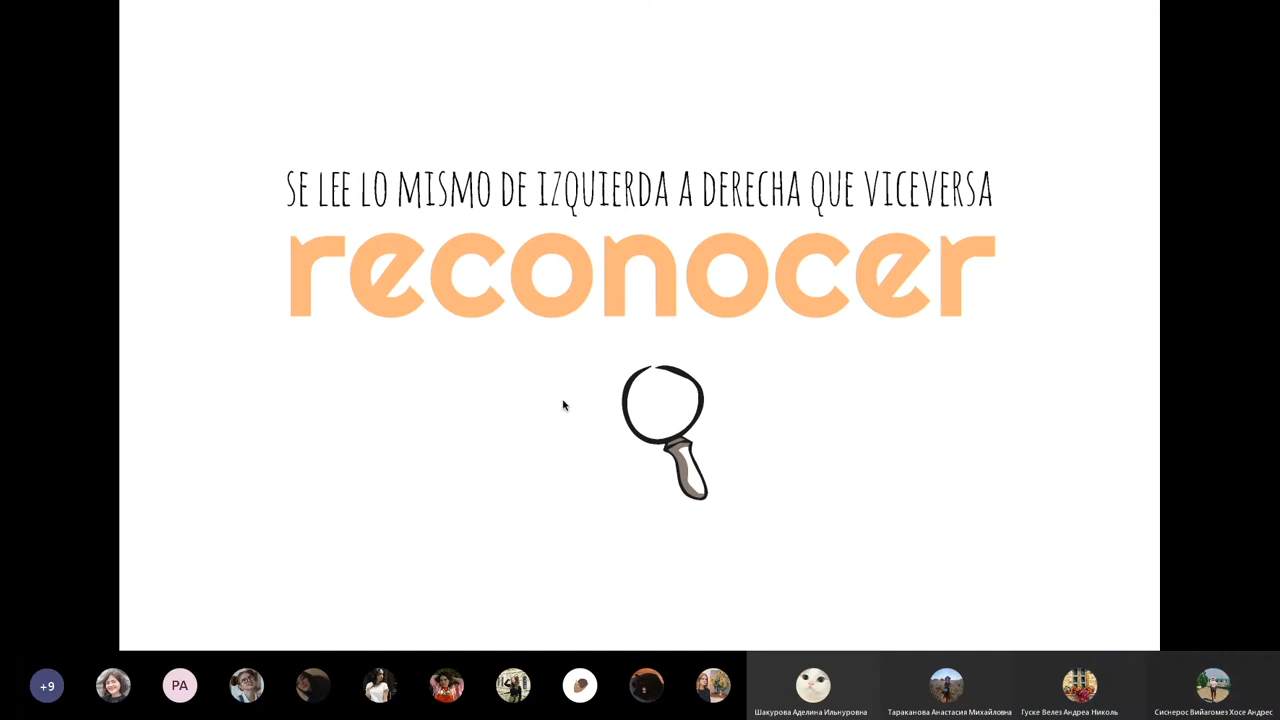 SE LEE LO MISMO DE IZQUIERDA A DERECHA QUE VICEVERSA
reconocer
+9
PA
Шакурова Аделина Ильнуровна
Тараканова Анастасия Михайловна
Гуске Велез Андреа Николь
Сиснерос Вийагомез Хосе Андрес